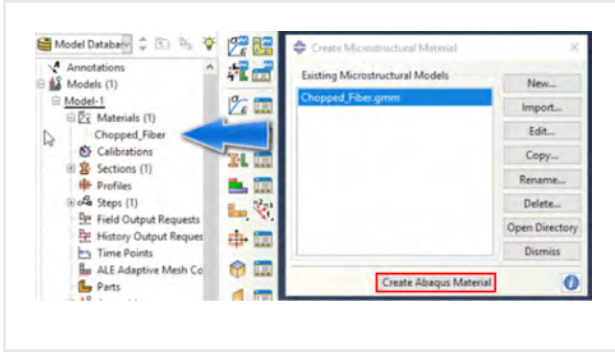 Model Databas
Annotations
Models (1)
Model-1
Materials (1)
Chopped_Fiber
Calibrations
Sections (1)
Profiles
Steps (1)
Field Output Requests
History Output Reques
Time Points
ALE Adaptive Mesh Co
Parts
Create Microstructural Material
Existing Microstructural Models
Chopped_Fiber.gmm
New...
Import...
Edit...
Copy...
Rename...
Delete...
Open Directory
Dismiss
Create Abaqus Material